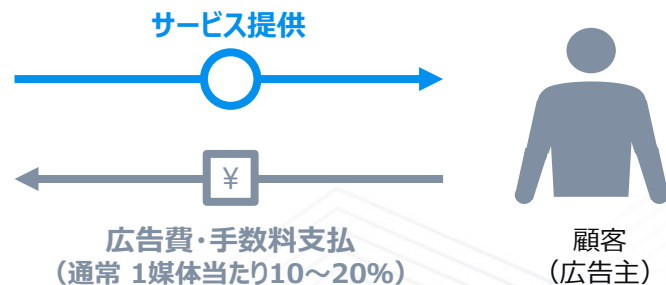 サービス提供
¥
広告費・手数料支払
（通常 1媒体当たり10～20%）
顧客
（広告主）